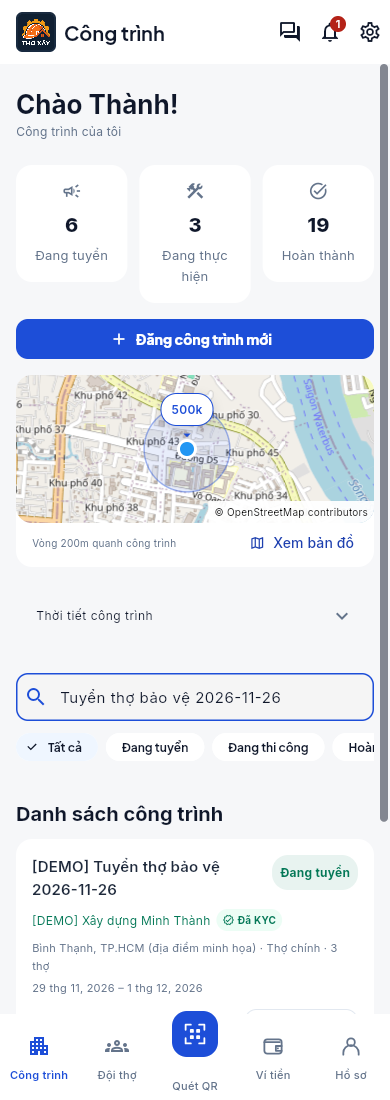 THỢ XÂY
Công trình
1
Chào Thành!
Công trình của tôi
6
Đang tuyển
3
Đang thực
hiện
19
Hoàn thành
+ Đăng công trình mới
Khu phố 42
Khu phố 30
Khu phố 37
Khu phố 43
Khu phố 40
Khu phố 38
Saigon Waterbus
500k
© OpenStreetMap contributors
Vòng 200m quanh công trình
Xem bản đồ
Thời tiết công trình
Tuyển thợ bảo vệ 2026-11-26
Tất cả
Đang tuyển
Đang thi công
Hoàn
Danh sách công trình
[DEMO] Tuyển thợ bảo vệ
2026-11-26
Đang tuyển
[DEMO] Xây dựng Minh Thành
Đã KYC
Bình Thạnh, TP.HCM (địa điểm minh họa) · Thợ chính · 3
thợ
29 thg 11, 2026 – 1 thg 12, 2026
Công trình
Đội thợ
Quét QR
Ví tiền
Hồ sơ